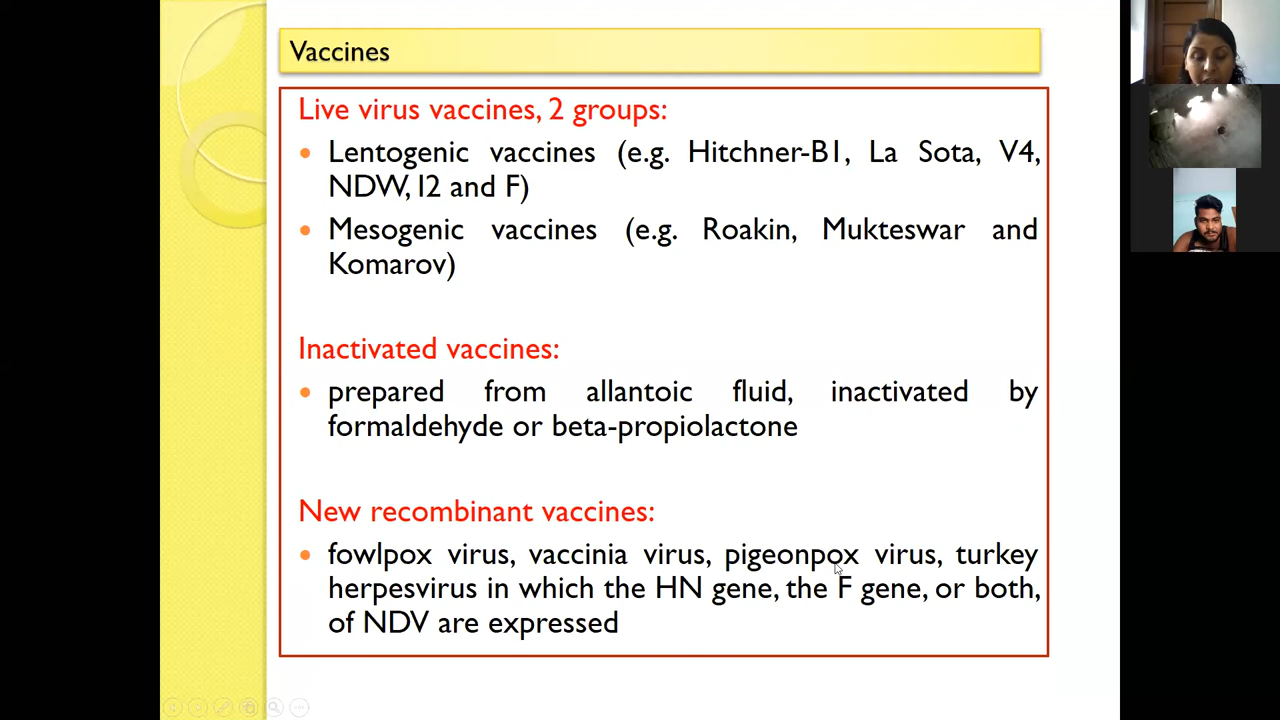 Vaccines
Live virus vaccines, 2 groups:
• Lentogenic vaccines (e.g. Hitchner-B1, La Sota, V4,
NDW, I2 and F)
• Mesogenic vaccines (e.g. Roakin, Mukteswar and
Komarov)
Inactivated vaccines:
• prepared from allantoic fluid, inactivated by
formaldehyde or beta-propiolactone
New recombinant vaccines:
• fowlpox virus, vaccinia virus, pigeonpox virus, turkey
herpesvirus in which the HN gene, the F gene, or both,
of NDV are expressed